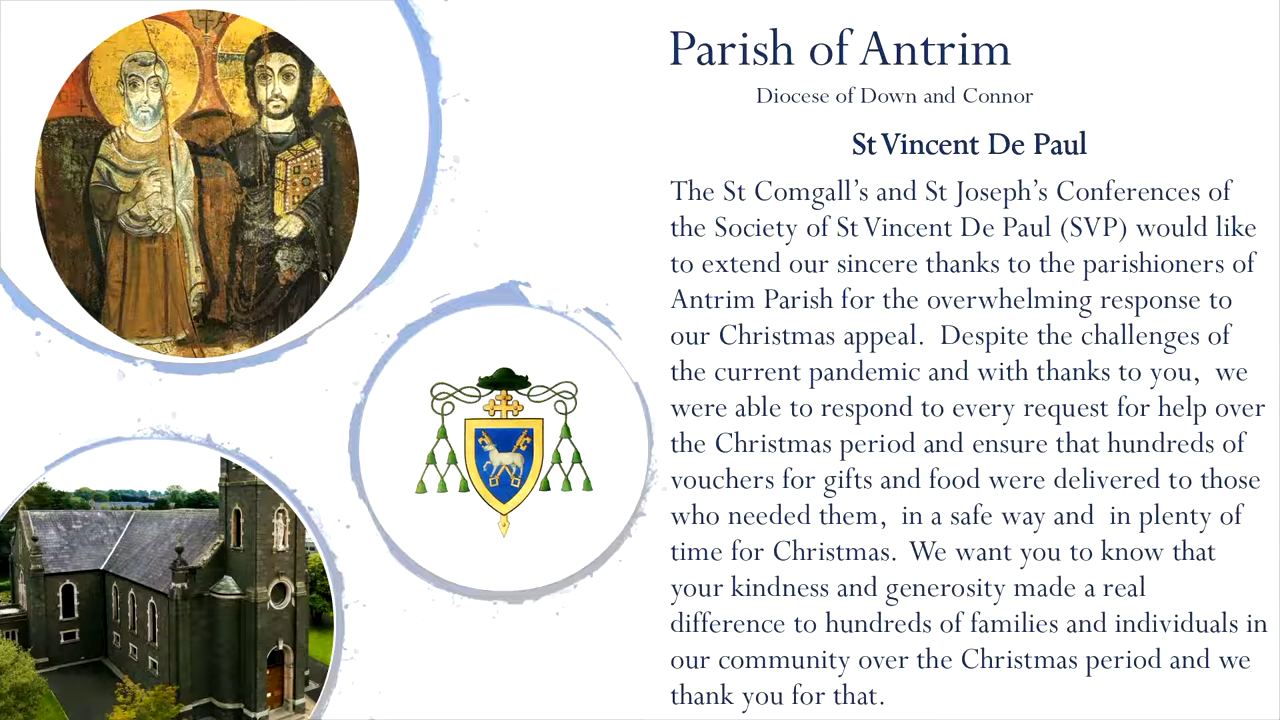 Parish of Antrim
Diocese of Down and Connor
St Vincent De Paul
The St Comgall’s and St Joseph’s Conferences of
the Society of St Vincent De Paul (SVP) would like
to extend our sincere thanks to the parishioners of
Antrim Parish for the overwhelming response to
our Christmas appeal.  Despite the challenges of
the current pandemic and with thanks to you,  we
were able to respond to every request for help over
the Christmas period and ensure that hundreds of
vouchers for gifts and food were delivered to those
who needed them,  in a safe way and  in plenty of
time for Christmas.  We want you to know that
your kindness and generosity made a real
difference to hundreds of families and individuals in
our community over the Christmas period and we
thank you for that.